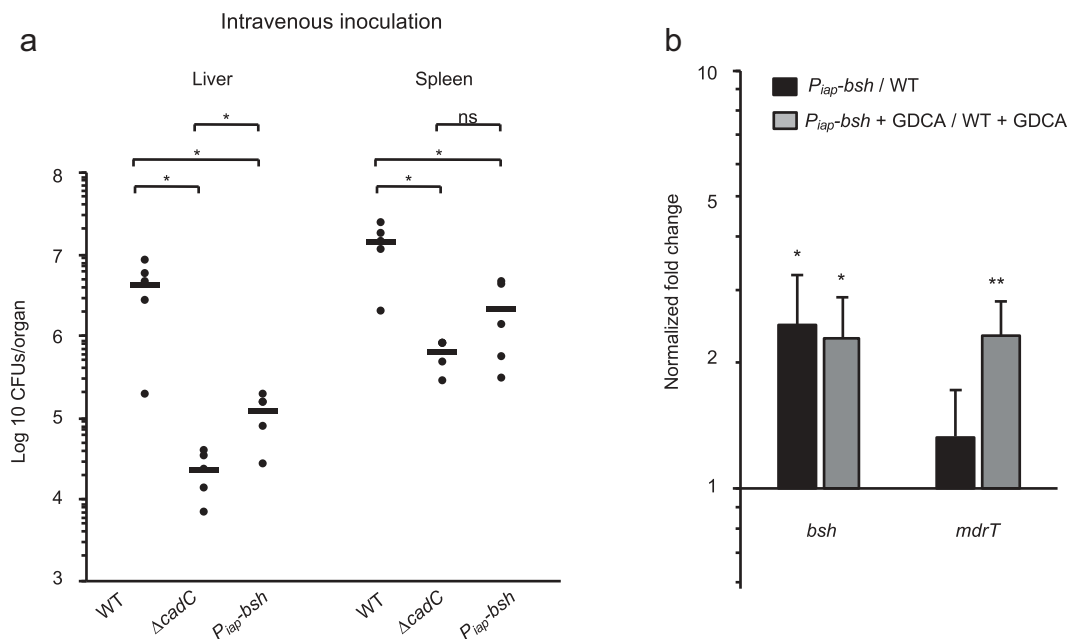 Intravenous inoculation
a
Liver
Spleen
*
*
*
ns
*
*
Log 10 CFUs/organ
8
7
6
5
4
3
WT
ΔcadC
Piap-bsh
WT
ΔcadC
Piap-bsh
b
Piap-bsh / WT
Piap-bsh + GDCA / WT + GDCA
Normalized fold change
10
5
2
1
*
*
**
bsh
mdrT